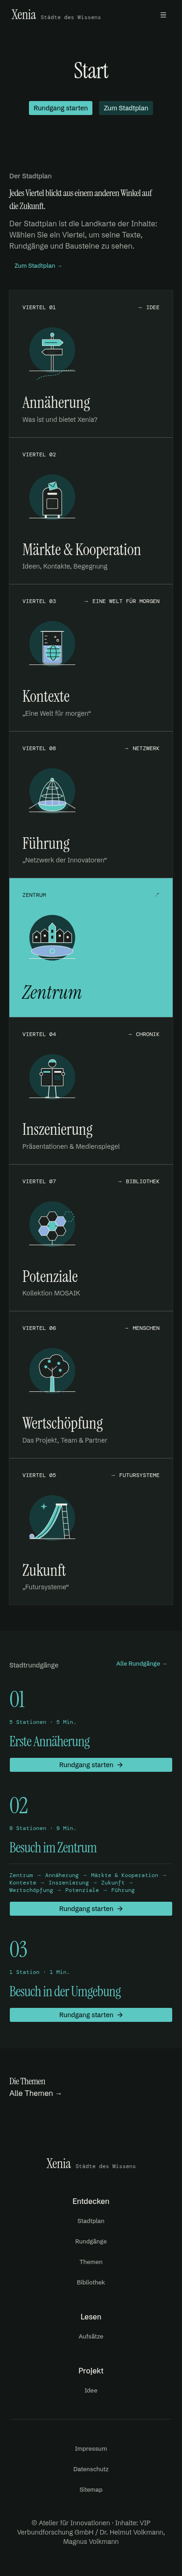 Xenia Städte des Wissens
Start
Rundgang starten Zum Stadtplan
Der Stadtplan
Jedes Viertel blickt aus einem anderen Winkel auf
die Zukunft.
Der Stadtplan ist die Landkarte der Inhalte:
Wählen Sie ein Viertel, um seine Texte,
Rundgänge und Bausteine zu sehen.
Zum Stadtplan →
VIERTEL 01 → IDEE
Annäherung
Was ist und bietet Xenia?
VIERTEL 02
Märkte & Kooperation
Ideen, Kontakte, Begegnung
VIERTEL 03 → EINE WELT FÜR MORGEN
Kontexte
„Eine Welt für morgen“
VIERTEL 08 → NETZWERK
Führung
„Netzwerk der Innovatoren“
ZENTRUM ↗
Zentrum
VIERTEL 04 → CHRONIK
Inszenierung
Präsentationen & Medienspiegel
VIERTEL 07 → BIBLIOTHEK
Potenziale
Kollektion MOSAIK
VIERTEL 06 → MENSCHEN
Wertschöpfung
Das Projekt, Team & Partner
VIERTEL 05 → FUTURSYSTEME
Zukunft
„Futursysteme“
Stadtrundgänge Alle Rundgänge →
01
5 Stationen · 5 Min.
Erste Annäherung
Rundgang starten →
02
9 Stationen · 9 Min.
Besuch im Zentrum
Zentrum → Annäherung → Märkte & Kooperation →
Kontexte → Inszenierung → Zukunft →
Wertschöpfung → Potenziale → Führung
Rundgang starten →
03
1 Station · 1 Min.
Besuch in der Umgebung
Rundgang starten →
Die Themen
Alle Themen →
Xenia Städte des Wissens
Entdecken
Stadtplan
Rundgänge
Themen
Bibliothek
Lesen
Aufsätze
Projekt
Idee
Impressum
Datenschutz
Sitemap
© Atelier für Innovationen · Inhalte: VIP
Verbundforschung GmbH / Dr. Helmut Volkmann,
Magnus Volkmann